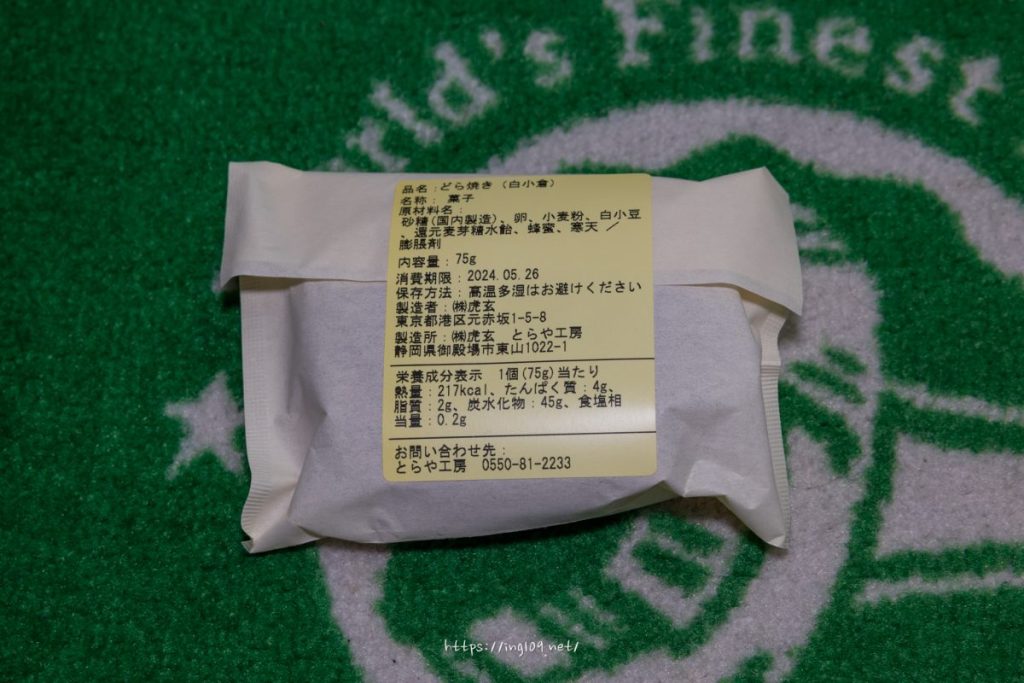 rld's Finest
品名:どら焼き(白小倉)
名称: 菓子
原材料名:
砂糖(国内製造)、卵、小麦粉、白小豆
、還元麦芽糖水飴、蜂蜜、寒天 /
膨脹剤
内容量:75g
消費期限:2024.05.26
保存方法:高温多湿はお避けください
製造者:㈱虎玄
東京都港区元赤坂1-5-8
製造所:㈱虎玄 とらや工房
静岡県御殿場市東山1022-1
栄養成分表示 1個(75g)当たり
熱量:217kcal、たんぱく質:4g、
脂質:2g、炭水化物:45g、食塩相
当量:0.2g
お問い合わせ先:
とらや工房 0550-81-2233
https://ing109.net/